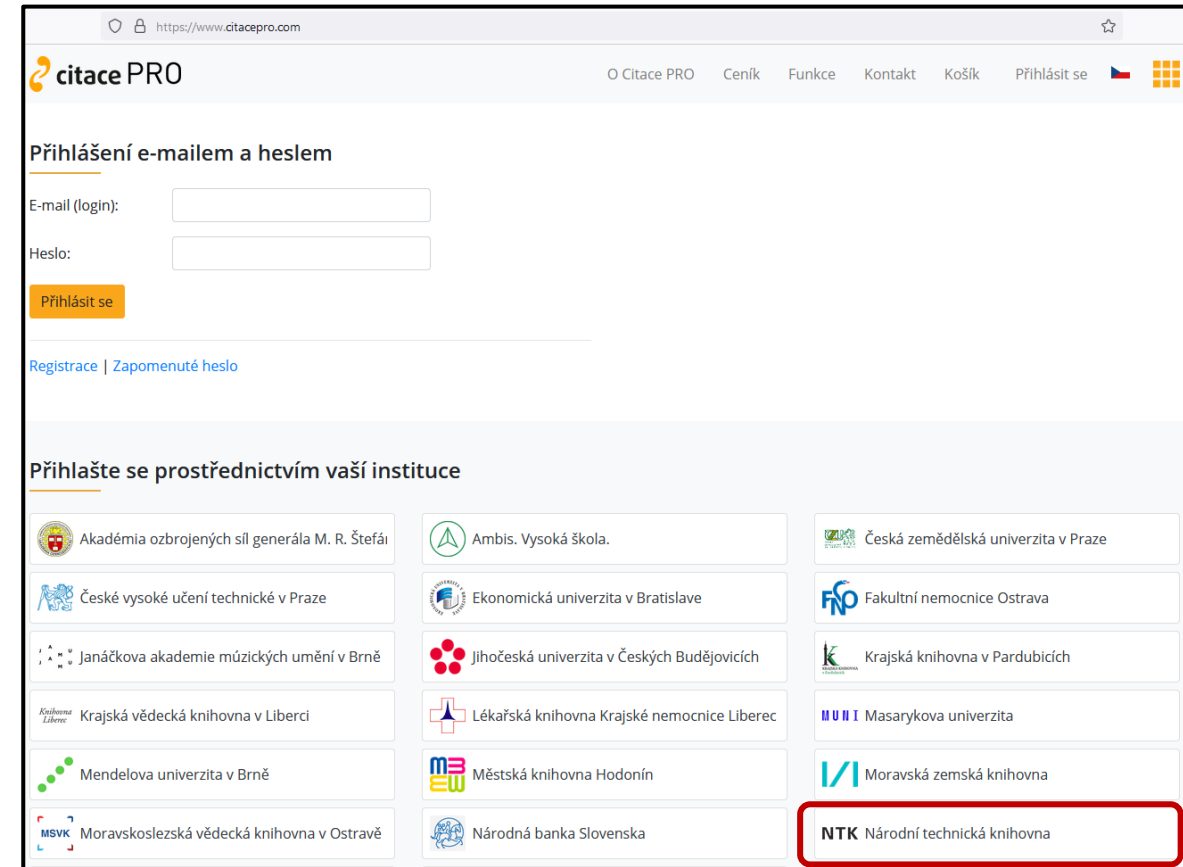 https://www.citacepro.com
citace PRO
O Citace PRO Ceník Funkce Kontakt Košík Přihlásit se
Přihlášení e-mailem a heslem
E-mail (login):
Heslo:
Přihlásit se
Registrace | Zapomenuté heslo
Přihlašte se prostřednictvím vaší instituce
Akadémia ozbrojených síl generála M. R. Štefá
Ambis. Vysoká škola.
Česká zemědělská univerzita v Praze
České vysoké učení technické v Praze
Ekonomická univerzita v Bratislave
FNO Fakultní nemocnice Ostrava
Janáčkova akademie múzických umění v Brně
Jihočeská univerzita v Českých Budějovicích
Krajská knihovna v Pardubicích
Knihovna Liberec Krajská vědecká knihovna v Liberci
Lékařská knihovna Krajské nemocnice Liberec
MUNI Masarykova univerzita
Mendelova univerzita v Brně
Městská knihovna Hodonín
Moravská zemská knihovna
MSVK Moravskoslezská vědecká knihovna v Ostravě
Národná banka Slovenska
NTK Národní technická knihovna